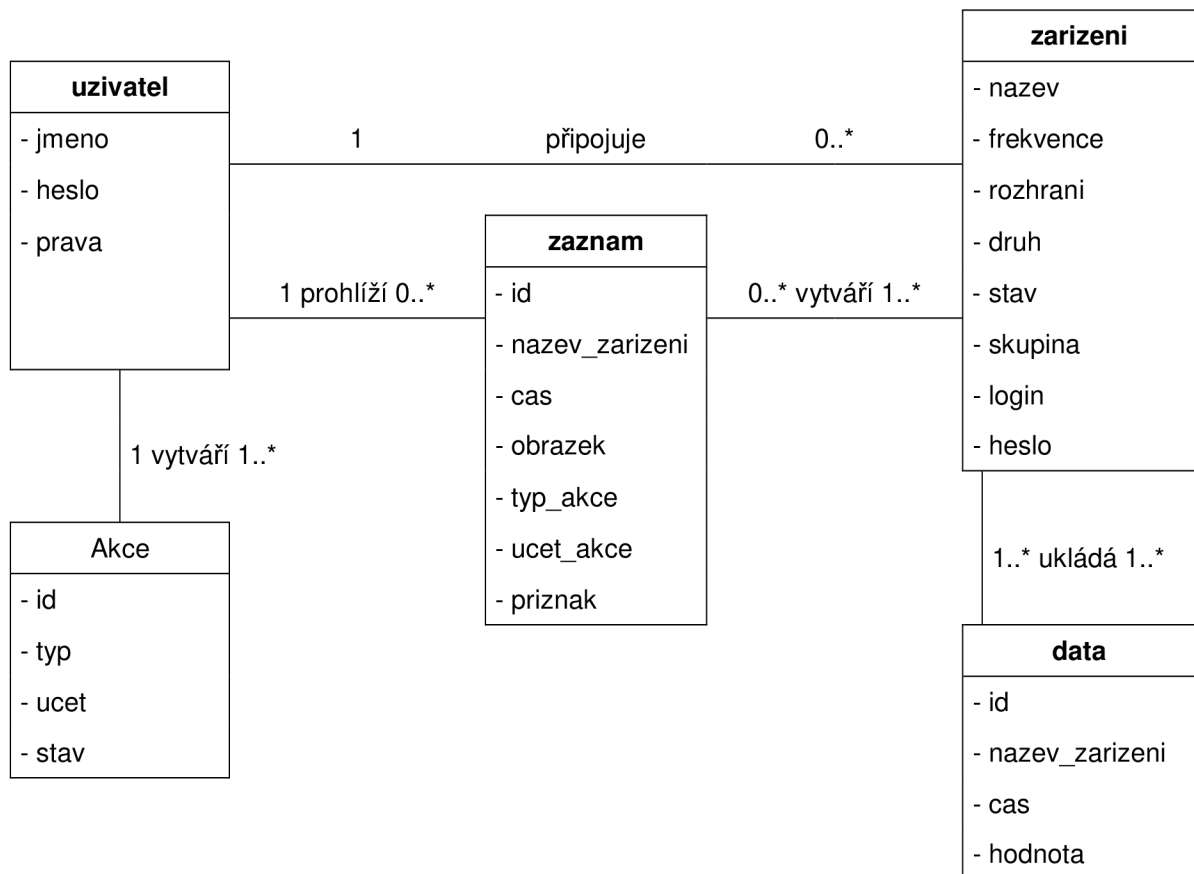 uzivatel
- jmeno
- heslo
- prava
1 připojuje 0..*
zarizeni
- nazev
- frekvence
- rozhrani
- druh
- stav
- skupina
- login
- heslo
1 prohlíží 0..*
zaznam
- id
- nazev_zarizeni
- cas
- obrazek
- typ_akce
- ucet_akce
- priznak
0..* vytváří 1..*
1 vytváří 1..*
Akce
- id
- typ
- ucet
- stav
1..* ukládá 1..*
data
- id
- nazev_zarizeni
- cas
- hodnota